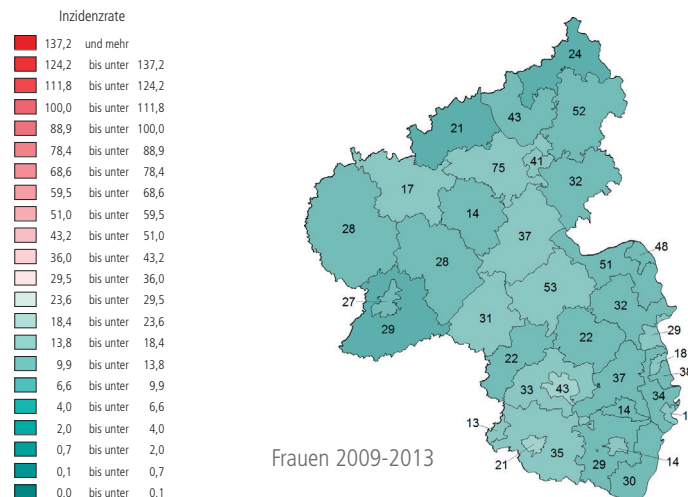 Inzidenzrate
137,2 und mehr
124,2 bis unter 137,2
111,8 bis unter 124,2
100,0 bis unter 111,8
88,9 bis unter 100,0
78,4 bis unter 88,9
68,6 bis unter 78,4
59,5 bis unter 68,6
51,0 bis unter 59,5
43,2 bis unter 51,0
36,0 bis unter 43,2
29,5 bis unter 36,0
23,6 bis unter 29,5
18,4 bis unter 23,6
13,8 bis unter 18,4
9,9 bis unter 13,8
6,6 bis unter 9,9
4,0 bis unter 6,6
2,0 bis unter 4,0
0,7 bis unter 2,0
0,1 bis unter 0,7
0,0 bis unter 0,1
24
43
52
21
41
75
32
17
14
28
37
48
51
28
53
27
32
31
29
29
22
22
18
38
37
33
43
34
14
13
21
35
29
14
30
Frauen 2009-2013